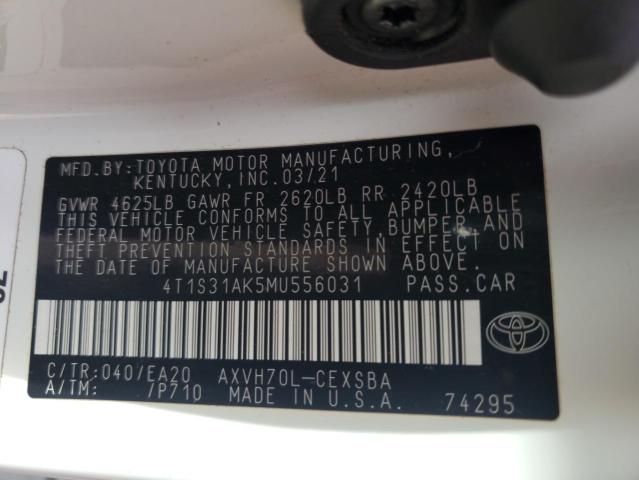 MFD.BY:TOYOTA MOTOR MANUFACTURING,
KENTUCKY,INC.03/21
GVWR 4625LB GAWR FR 2620LB RR 2420LB
THIS VEHICLE CONFORMS TO ALL APPLICABLE
FEDERAL MOTOR VEHICLE SAFETY,BUMPER,AND
THEFT PREVENTION STANDARDS IN EFFECT ON
THE DATE OF MANUFACTURE SHOWN ABOVE.
4T1S31AK5MU556031 PASS.CAR
C/TR:040/EA20 AXVH70L-CEXSBA
A/TM: /P710 MADE IN U.S.A. 74295